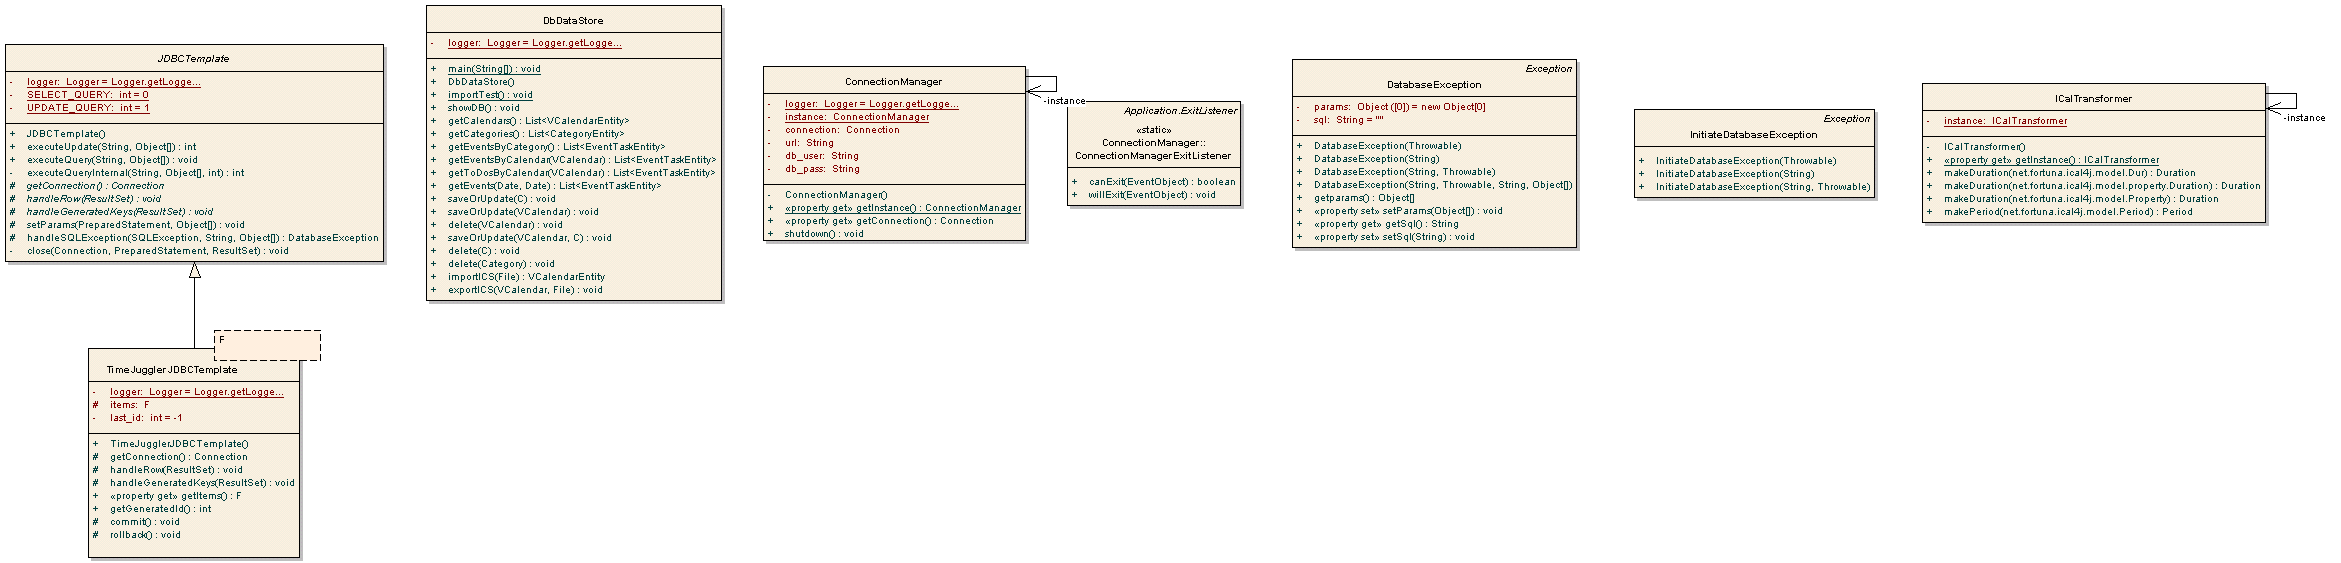 JDBCTemplate
- logger: Logger = Logger.getLogge...
- SELECT_QUERY: int = 0
- UPDATE_QUERY: int = 1
+ JDBCTemplate()
+ executeUpdate(String, Object[]) : int
+ executeQuery(String, Object[]) : void
- executeQueryInternal(String, Object[], int) : int
# getConnection() : Connection
# handleRow(ResultSet) : void
# handleGeneratedKeys(ResultSet) : void
# setParams(PreparedStatement, Object[]) : void
# handleSQLException(SQLException, String, Object[]) : DatabaseException
- close(Connection, PreparedStatement, ResultSet) : void
F
TimeJugglerJDBCTemplate
- logger: Logger = Logger.getLogge...
# items: F
- last_id: int = -1
+ TimeJugglerJDBCTemplate()
# getConnection() : Connection
# handleRow(ResultSet) : void
# handleGeneratedKeys(ResultSet) : void
+ «property get» getItems() : F
+ getGeneratedId() : int
# commit() : void
# rollback() : void
DbDataStore
- logger: Logger = Logger.getLogge...
+ main(String[]) : void
+ DbDataStore()
+ importTest() : void
+ showDB() : void
+ getCalendars() : List<VCalendarEntity>
+ getCategories() : List<CategoryEntity>
+ getEventsByCategory() : List<EventTaskEntity>
+ getEventsByCalendar(VCalendar) : List<EventTaskEntity>
+ getToDosByCalendar(VCalendar) : List<EventTaskEntity>
+ getEvents(Date, Date) : List<EventTaskEntity>
+ saveOrUpdate(C) : void
+ saveOrUpdate(VCalendar) : void
+ delete(VCalendar) : void
+ saveOrUpdate(VCalendar, C) : void
+ delete(C) : void
+ delete(Category) : void
+ importICS(File) : VCalendarEntity
+ exportICS(VCalendar, File) : void
ConnectionManager
- logger: Logger = Logger.getLogge...
- instance: ConnectionManager
- connection: Connection
- url: String
- db_user: String
- db_pass: String
- ConnectionManager()
+ «property get» getInstance() : ConnectionManager
+ «property get» getConnection() : Connection
+ shutdown() : void
-instance
Application.ExitListener
«static»
ConnectionManager::
ConnectionManagerExitListener
+ canExit(EventObject) : boolean
+ willExit(EventObject) : void
Exception
DatabaseException
- params: Object ([0]) = new Object[0]
- sql: String = ""
+ DatabaseException(Throwable)
+ DatabaseException(String)
+ DatabaseException(String, Throwable)
+ DatabaseException(String, Throwable, String, Object[])
+ getparams() : Object[]
+ «property set» setParams(Object[]) : void
+ «property get» getSql() : String
+ «property set» setSql(String) : void
Exception
InitiateDatabaseException
+ InitiateDatabaseException(Throwable)
+ InitiateDatabaseException(String)
+ InitiateDatabaseException(String, Throwable)
ICalTransformer
- instance: ICalTransformer
- ICalTransformer()
+ «property get» getInstance() : ICalTransformer
+ makeDuration(net.fortuna.ical4j.model.Dur) : Duration
+ makeDuration(net.fortuna.ical4j.model.property.Duration) : Duration
+ makeDuration(net.fortuna.ical4j.model.Property) : Duration
+ makePeriod(net.fortuna.ical4j.model.Period) : Period
-instance